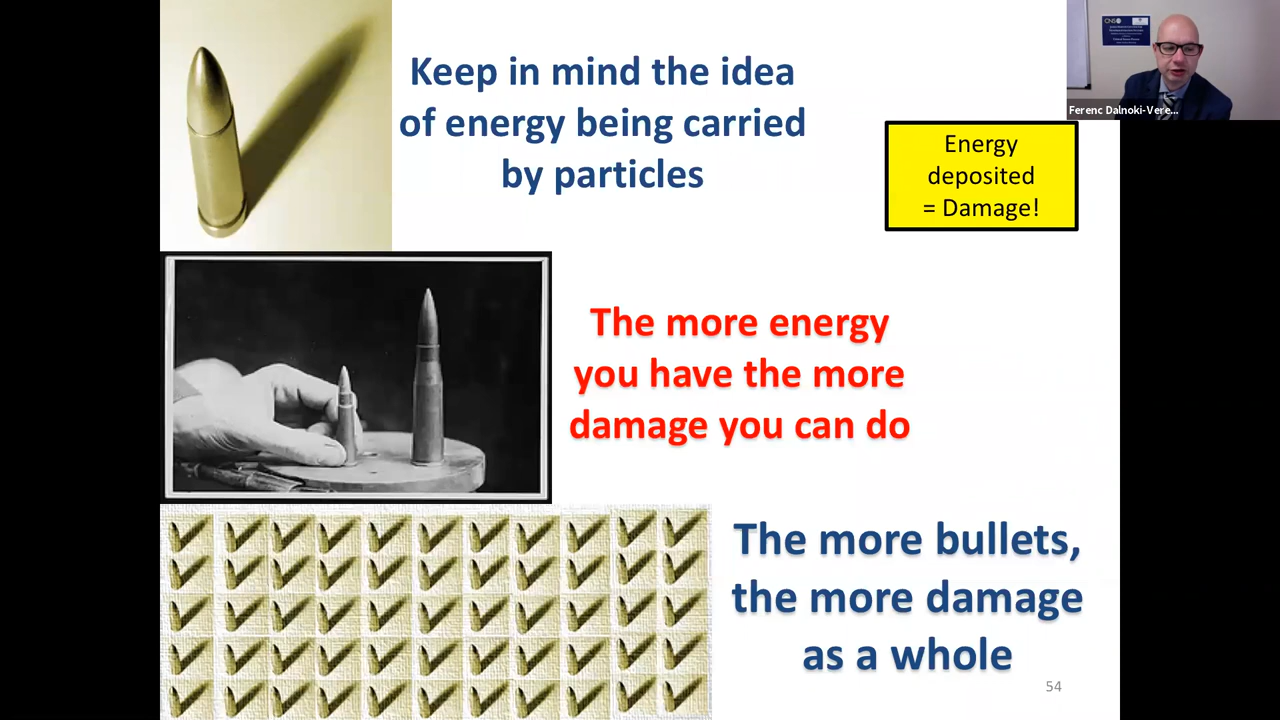 Keep in mind the idea
of energy being carried
by particles
Energy
deposited
= Damage!
Ferenc Dalnoki-Vere...
The more energy
you have the more
damage you can do
The more bullets,
the more damage
as a whole
54